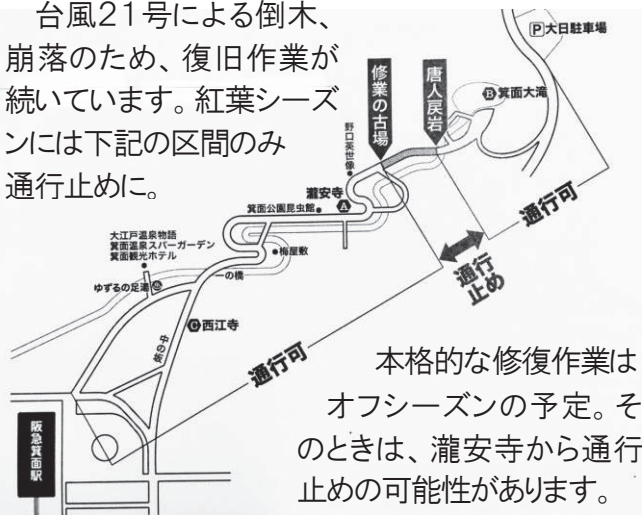 台風21号による倒木、
崩落のため、復旧作業が
続いています。紅葉シーズ
ンには下記の区間のみ
通行止めに。
P大日駐車場
唐人戻岩
修業の古場
B箕面大滝
野口英世像
瀧安寺
A
箕面公園昆虫館
通行可
通行
止め
大江戸温泉物語
箕面温泉スパーガーデン
箕面観光ホテル
梅屋敷
一の橋
ゆずるの足湯
C西江寺
坂の中
通行可
阪急箕面駅
本格的な修復作業は
オフシーズンの予定。そ
のときは、瀧安寺から通行
止めの可能性があります。